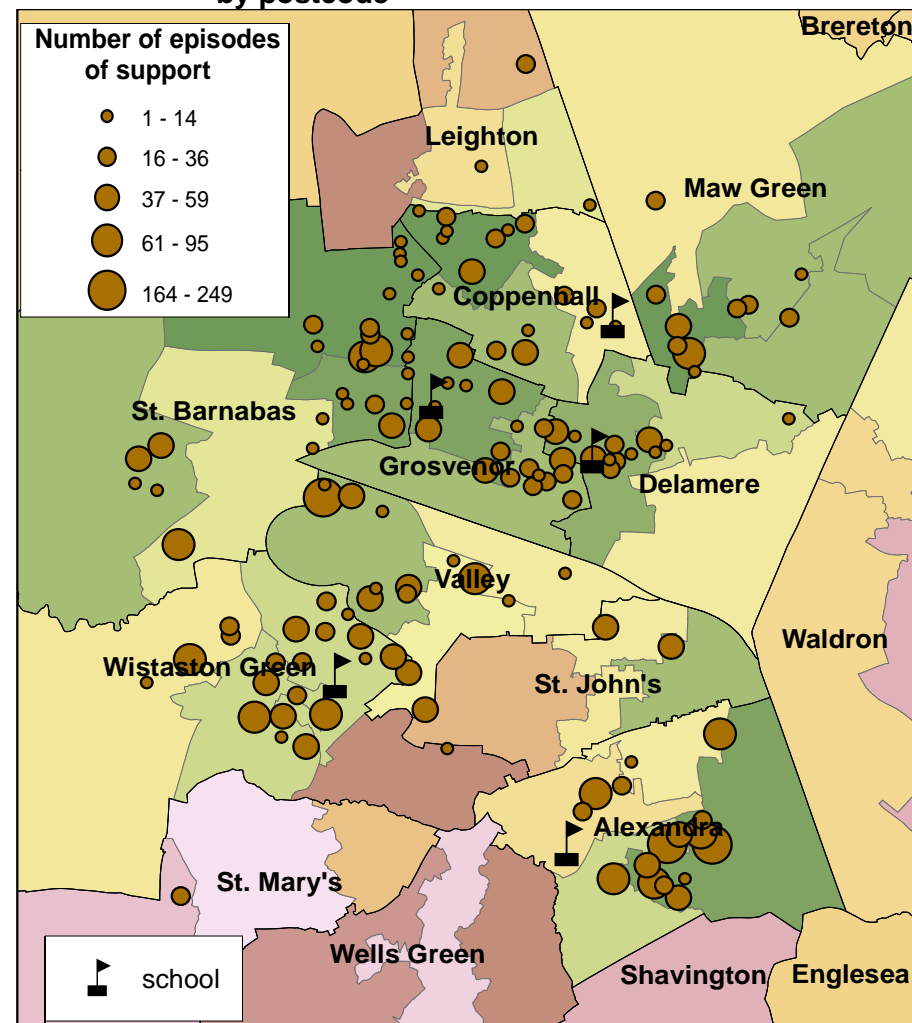 by postcode
Number of episodes
of support
1 - 14
16 - 36
37 - 59
61 - 95
164 - 249
Brereton
Leighton
Maw Green
Coppenhall
St. Barnabas
Grosvenor
Delamere
Valley
Waldron
Wistaston Green
St. John's
Alexandra
St. Mary's
Wells Green
Shavington
Englesea
school